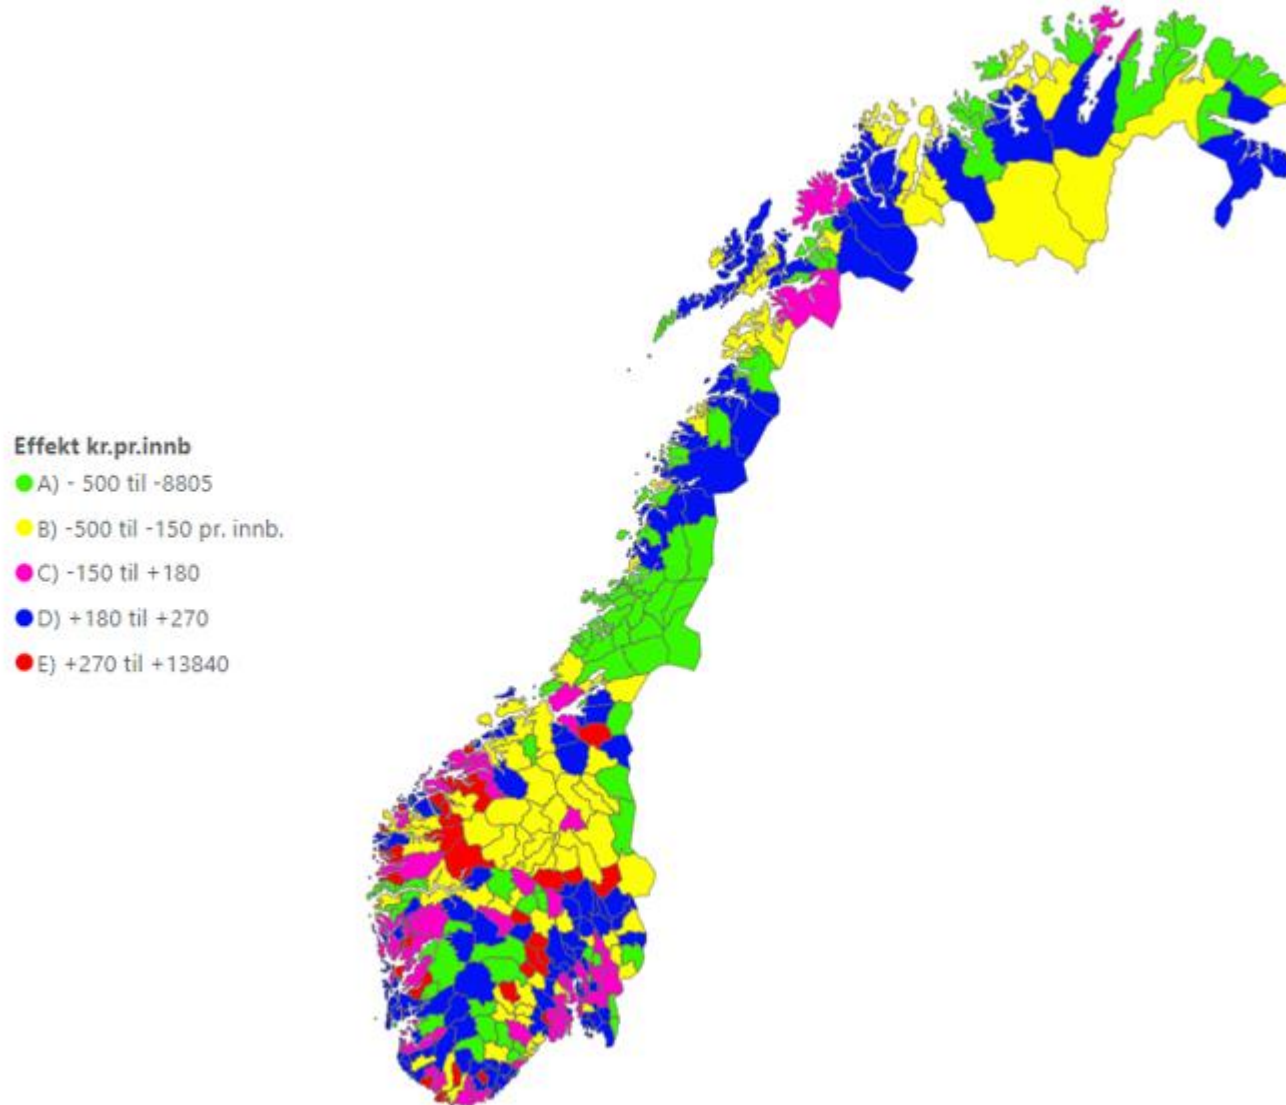 Effekt kr.pr.innb
A) - 500 til -8805
B) -500 til -150 pr. innb.
C) -150 til +180
D) +180 til +270
E) +270 til +13840